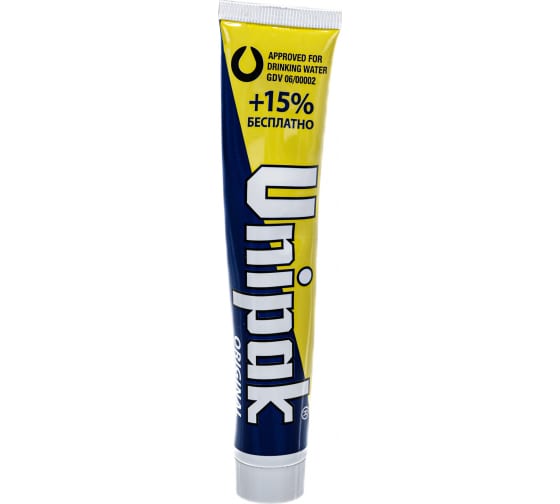 APPROVED FOR
DRINKING WATER
GDV 06/00002
+15%
БЕСПЛАТНО
Unipak®
ORIGINAL